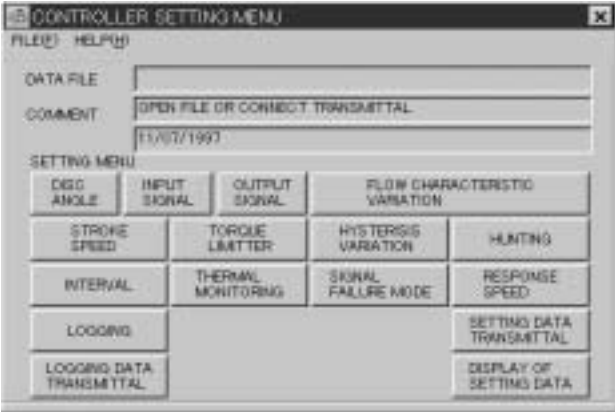 CONTROLLER SETTING MENU
FILE(F) HELP(H)
DATA FILE
COMMENT OPEN FILE OR CONNECT TRANSMITTAL
11/07/1997
SETTING MENU
DISC ANGLE
INPUT SIGNAL
OUTPUT SIGNAL
FLOW CHARACTERISTIC VARIATION
STROKE SPEED
TORQUE LIMITTER
HYSTERISIS VARIATION
HUNTING
INTERVAL
THERMAL MONITORING
SIGNAL FAILURE MODE
RESPONSE SPEED
LOGGING
SETTING DATA TRANSMITTAL
LOGGING DATA TRANSMITTAL
DISPLAY OF SETTING DATA